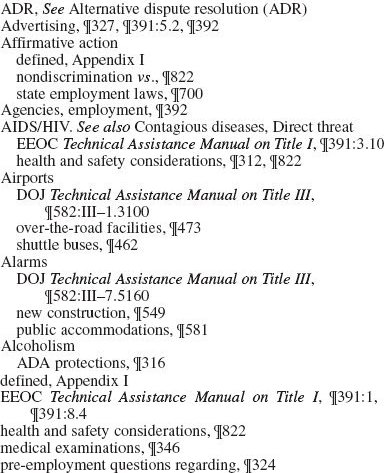 ADR, See Alternative dispute resolution (ADR)
Advertising, ¶327, ¶391:5.2, ¶392
Affirmative action
defined, Appendix I
nondiscrimination vs., ¶822
state employment laws, ¶700
Agencies, employment, ¶392
AIDS/HIV. See also Contagious diseases, Direct threat
EEOC Technical Assistance Manual on Title I, ¶391:3.10
health and safety considerations, ¶312, ¶822
Airports
DOJ Technical Assistance Manual on Title III,
¶582:III–1.3100
over-the-road facilities, ¶473
shuttle buses, ¶462
Alarms
DOJ Technical Assistance Manual on Title III,
¶582:III–7.5160
new construction, ¶549
public accommodations, ¶581
Alcoholism
ADA protections, ¶316
defined, Appendix I
EEOC Technical Assistance Manual on Title I, ¶391:1,
¶391:8.4
health and safety considerations, ¶822
medical examinations, ¶346
pre-employment questions regarding, ¶324